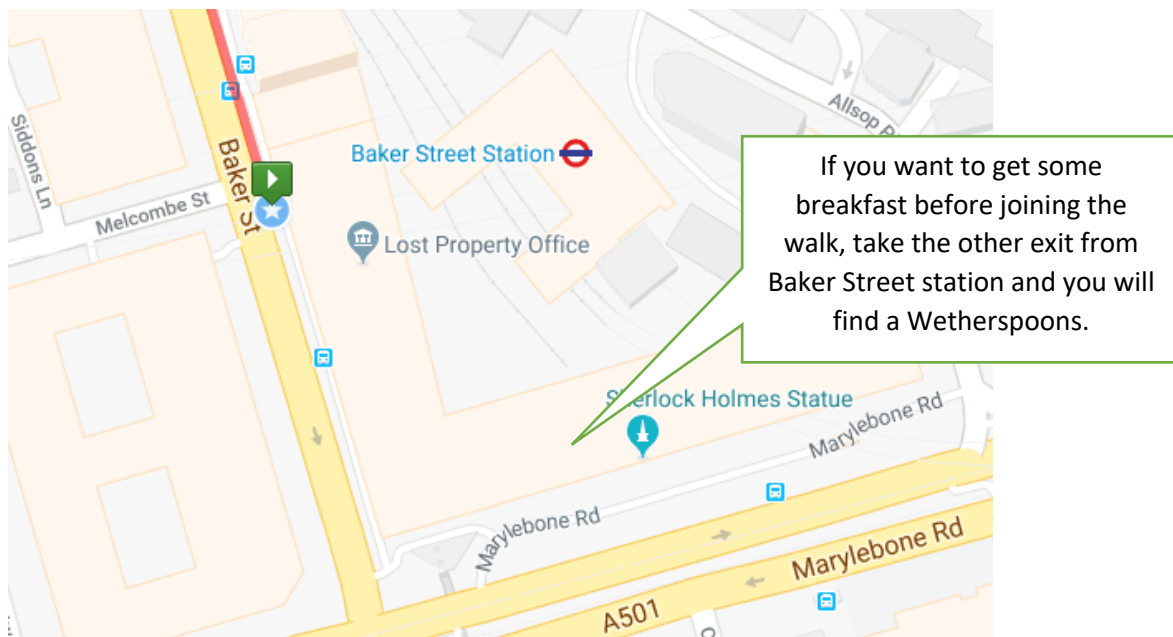 Siddons Ln
Melcombe St
Baker St
Baker Street Station
Lost Property Office
Allsop
If you want to get some
breakfast before joining the
walk, take the other exit from
Baker Street station and you will
find a Wetherspoons.
Sherlock Holmes Statue
Marylebone Rd
Marylebone Rd
Marylebone Rd
A501